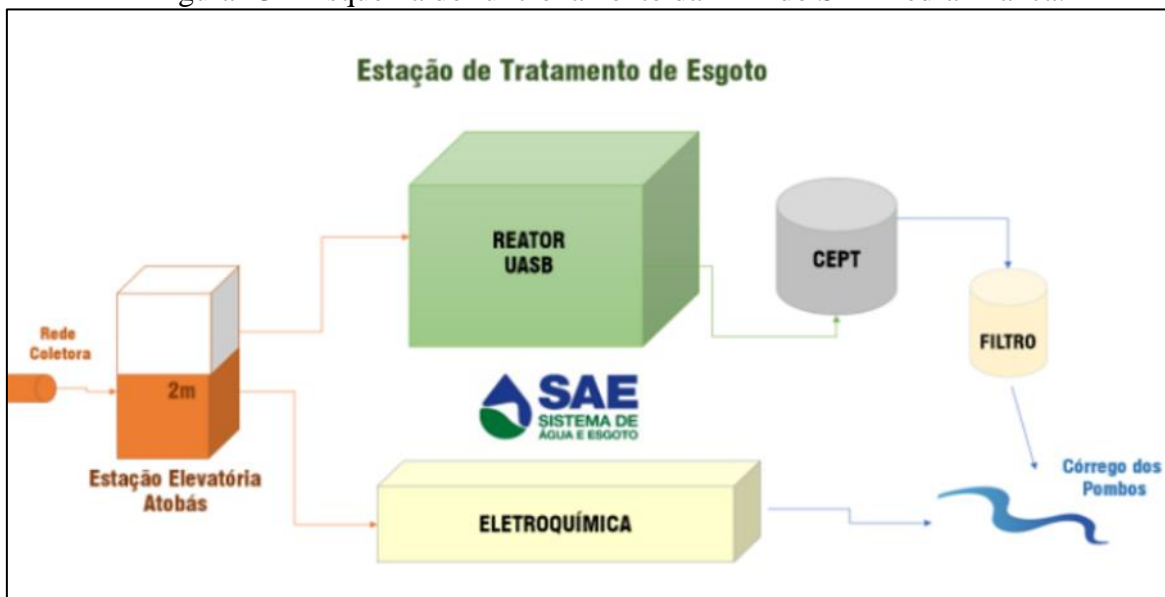 Estação de Tratamento de Esgoto
REATOR
UASB
CEPT
FILTRO
Rede
Coletora
2m
Estação Elevatória
Atobás
SAE
SISTEMA DE
ÁGUA E ESGOTO
ELETROQUÍMICA
Córrego dos
Pombos